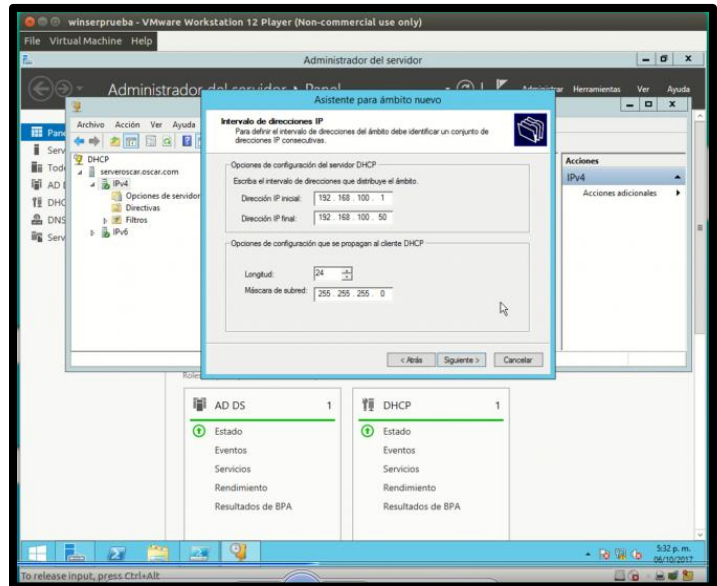 winserprueba - VMware Workstation 12 Player (Non-commercial use only)
File Virtual Machine Help
Administrador del servidor
Administrar Herramientas Ver Ayuda
Asistente para ámbito nuevo
Archivo Acción Ver Ayuda
DHCP
serveroscar.oscar.com
IPv4
Opciones de servidor
Directivas
Filtros
IPv6
Intervalo de direcciones IP
Para definir el intervalo de direcciones del ámbito debe identificar un conjunto de
direcciones IP consecutivas.
Opciones de configuración del servidor DHCP
Escriba el intervalo de direcciones que distribuye el ámbito.
Dirección IP inicial: 192 . 168 . 100 . 1
Dirección IP final: 192 . 168 . 100 . 50
Opciones de configuración que se propagan al cliente DHCP
Longitud: 24
Máscara de subred: 255 . 255 . 255 . 0
< Atrás Siguiente > Cancelar
Acciones
IPv4
Acciones adicionales
AD DS 1
Estado
Eventos
Servicios
Rendimiento
Resultados de BPA
DHCP 1
Estado
Eventos
Servicios
Rendimiento
Resultados de BPA
5:32 p. m.
06/10/2017
To release input, press Ctrl+Alt